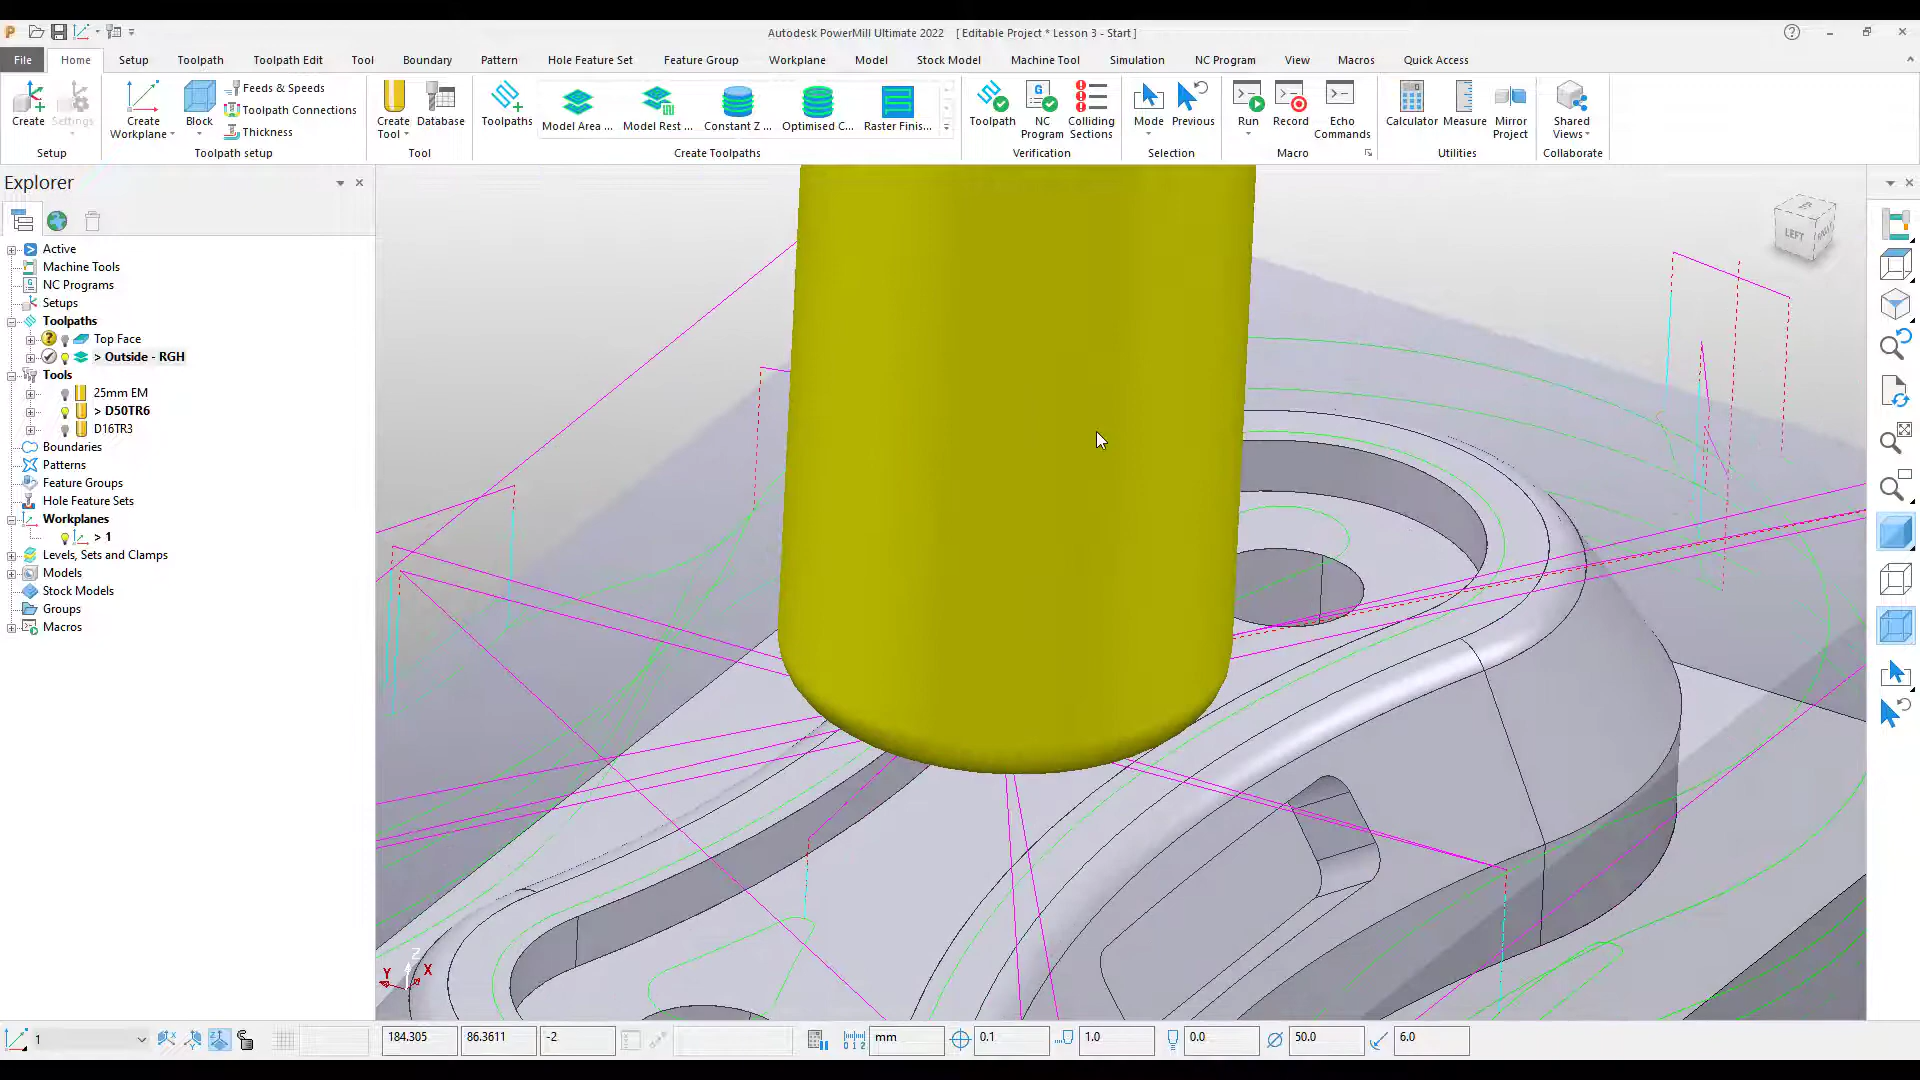 Autodesk PowerMill Ultimate 2022 [ Editable Project * Lesson 3 - Start ]
File Home Setup Toolpath Toolpath Edit Tool Boundary Pattern Hole Feature Set Feature Group Workplane Model Stock Model Machine Tool Simulation NC Program View Macros Quick Access
Create
Settings
Setup
Create
Workplane
Block
Feeds & Speeds
Toolpath Connections
Thickness
Toolpath setup
Create
Tool
Database
Tool
Toolpaths
Model Area ...
Model Rest ...
Constant Z ...
Optimised C...
Raster Finis...
Create Toolpaths
Toolpath
NC
Program
Colliding
Sections
Verification
Mode
Previous
Selection
Run
Record
Echo
Commands
Macro
Calculator
Measure
Mirror
Project
Utilities
Shared
Views
Collaborate
Explorer
Active
Machine Tools
NC Programs
Setups
Toolpaths
Top Face
> Outside - RGH
Tools
25mm EM
> D50TR6
D16TR3
Boundaries
Patterns
Feature Groups
Hole Feature Sets
Workplanes
> 1
Levels, Sets and Clamps
Models
Stock Models
Groups
Macros
LEFT
Z
Y
X
1
184.305
86.3611
-2
mm
0.1
1.0
0.0
50.0
6.0